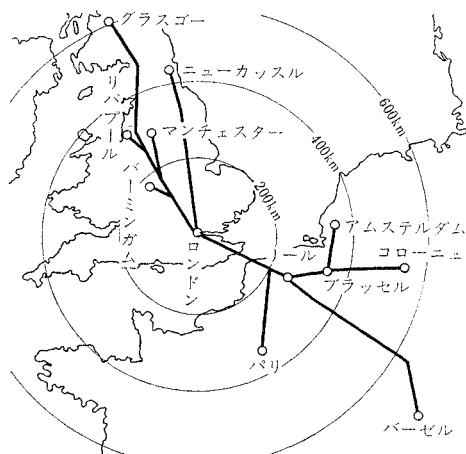 グラスゴー
ニューカッスル
リバプール
マンチェスター
バーミンガム
ロンドン
200km
400km
600km
アムステルダム
コローニュ
リール
ブラッセル
パリ
バーゼル